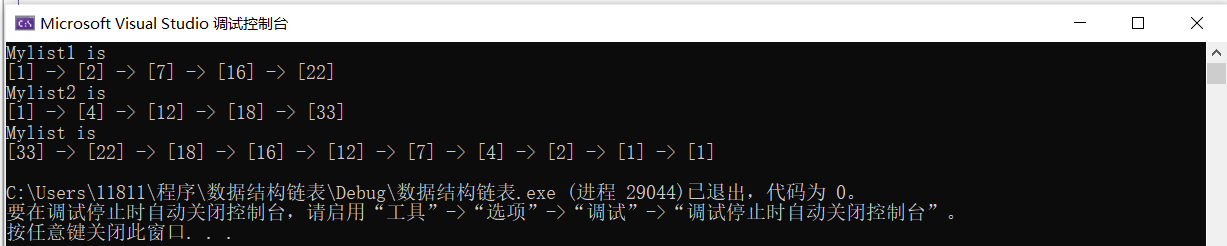 Microsoft Visual Studio 调试控制台
Mylist1 is
[1] -> [2] -> [7] -> [16] -> [22]
Mylist2 is
[1] -> [4] -> [12] -> [18] -> [33]
Mylist is
[33] -> [22] -> [18] -> [16] -> [12] -> [7] -> [4] -> [2] -> [1] -> [1]
C:\Users\11811\程序\数据结构链表\Debug\数据结构链表.exe (进程 29044)已退出，代码为 0。
要在调试停止时自动关闭控制台，请启用“工具”->“选项”->“调试”->“调试停止时自动关闭控制台”。
按任意键关闭此窗口. . .